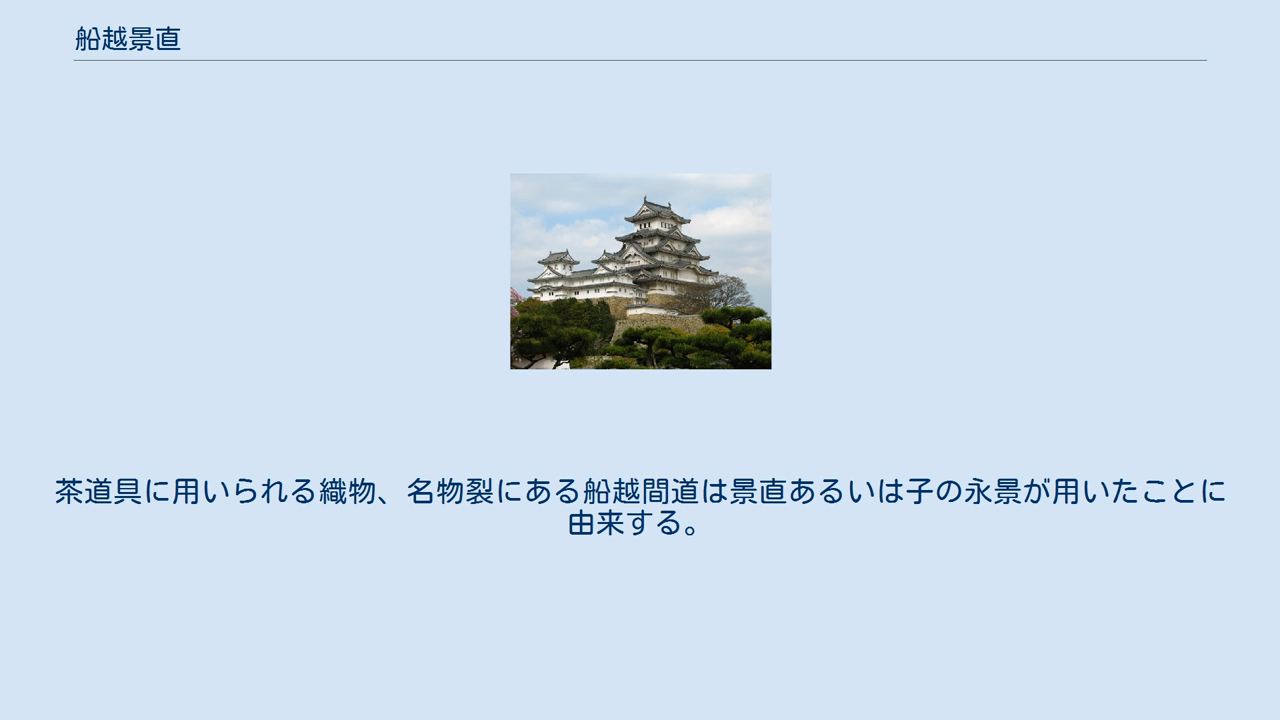 船越景直
茶道具に用いられる織物、名物裂にある船越間道は景直あるいは子の永景が用いたことに
由来する。